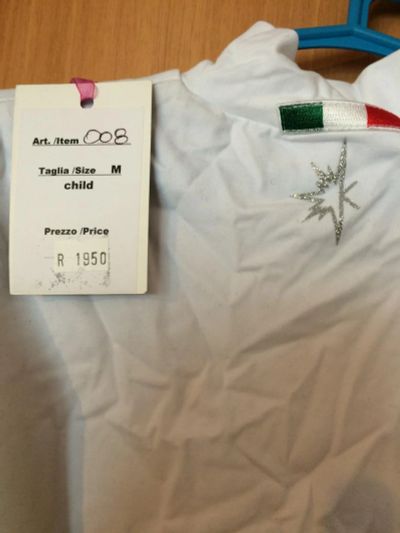 Art. /Item 008
Taglia /Size M
child
Prezzo /Price
R 1950
K